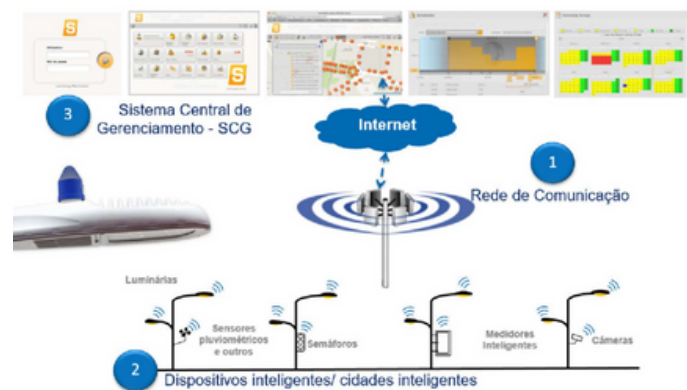 3
Sistema Central de
Gerenciamento - SCG
Internet
1
Rede de Comunicação
Luminárias
Sensores
pluviométricos
e outros
Semáforos
Medidores
Inteligentes
Câmeras
2
Dispositivos inteligentes/ cidades inteligentes